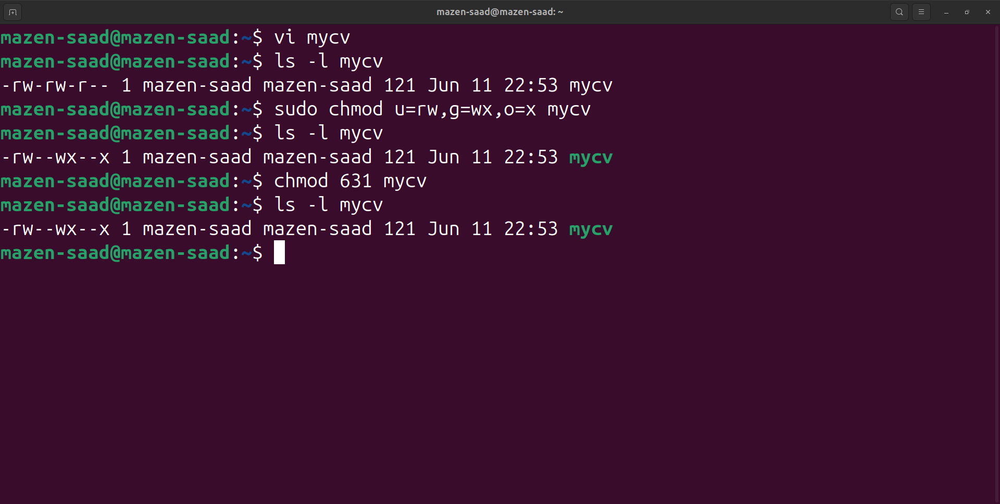 mazen-saad@mazen-saad: ~
mazen-saad@mazen-saad:~$ vi mycv
mazen-saad@mazen-saad:~$ ls -l mycv
-rw-rw-r-- 1 mazen-saad mazen-saad 121 Jun 11 22:53 mycv
mazen-saad@mazen-saad:~$ sudo chmod u=rw,g=wx,o=x mycv
mazen-saad@mazen-saad:~$ ls -l mycv
-rw--wx--x 1 mazen-saad mazen-saad 121 Jun 11 22:53 mycv
mazen-saad@mazen-saad:~$ chmod 631 mycv
mazen-saad@mazen-saad:~$ ls -l mycv
-rw--wx--x 1 mazen-saad mazen-saad 121 Jun 11 22:53 mycv
mazen-saad@mazen-saad:~$